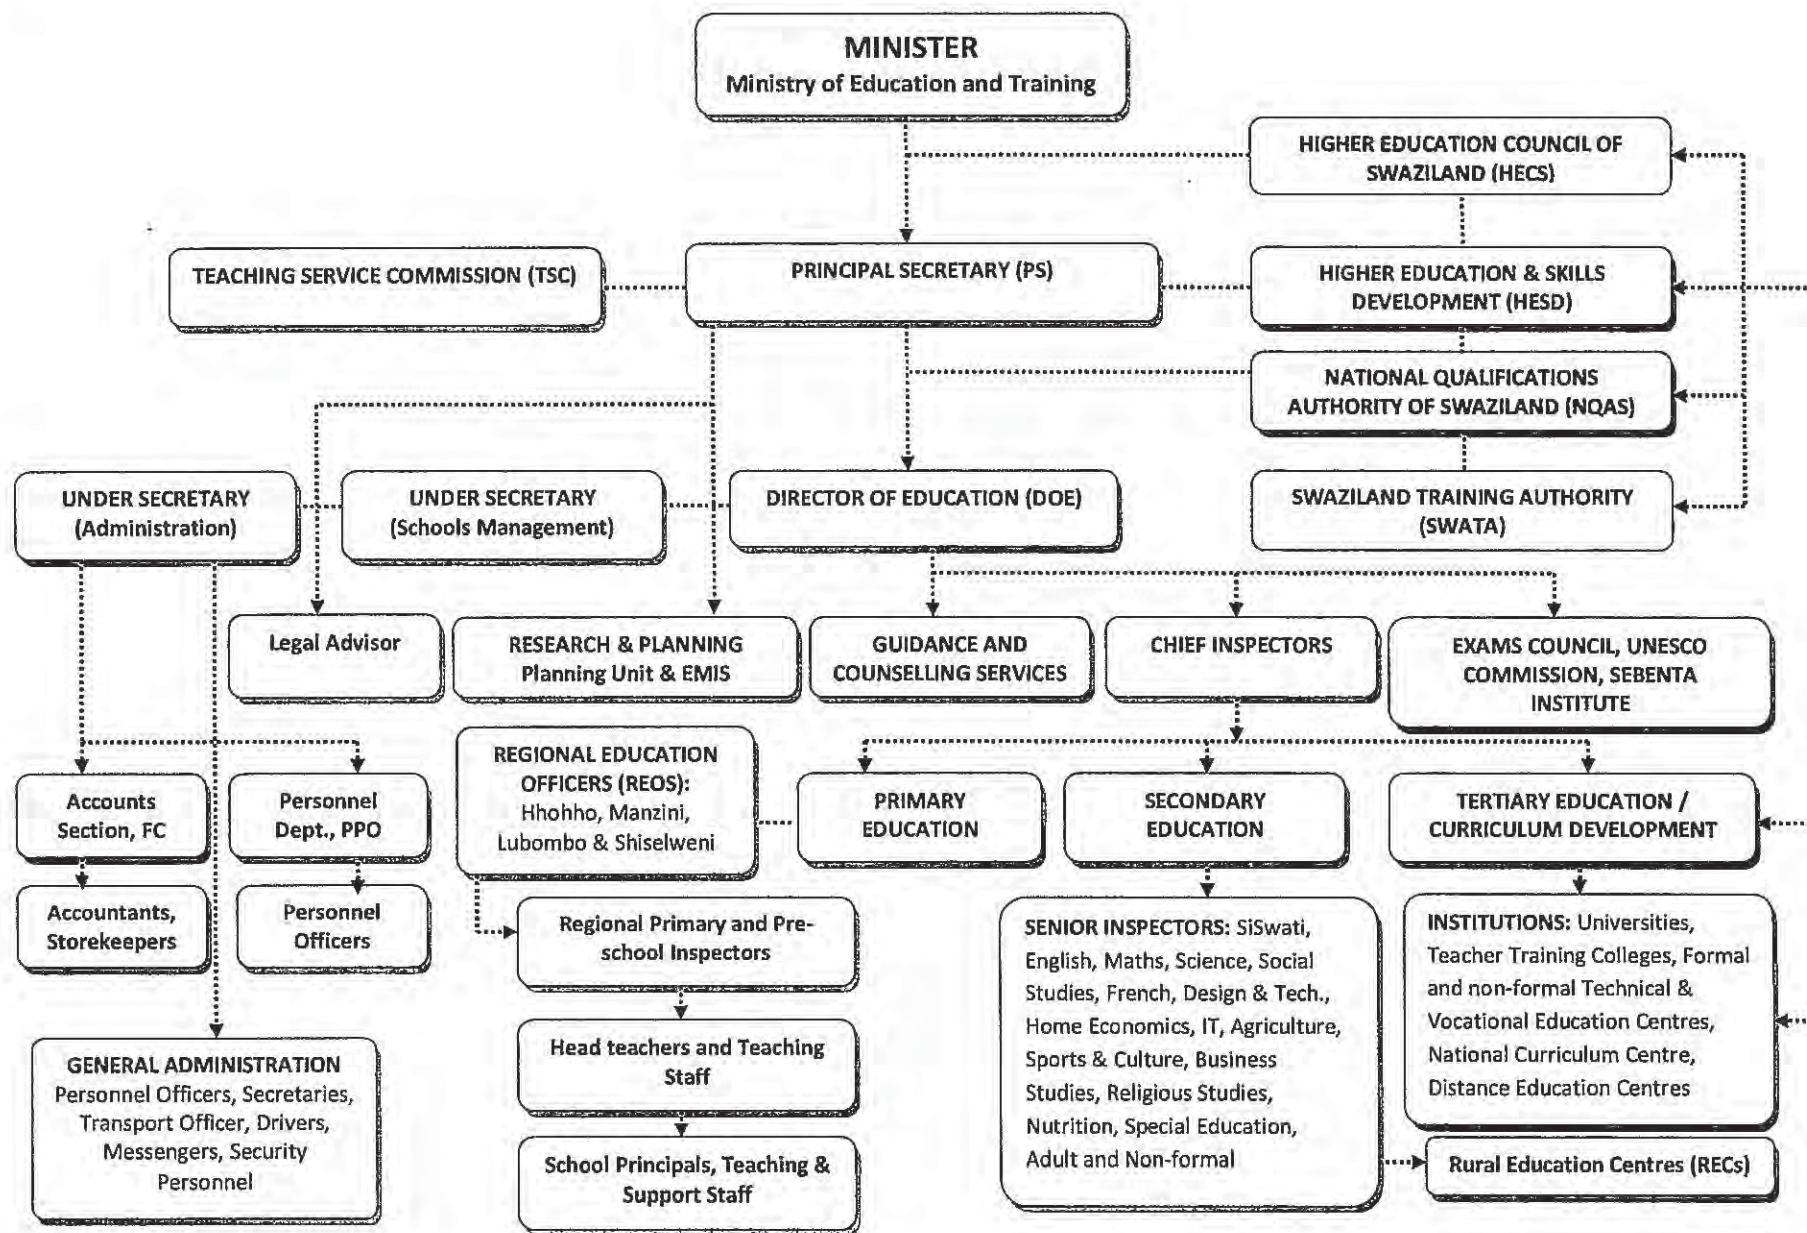 MINISTER
Ministry of Education and Training
HIGHER EDUCATION COUNCIL OF
SWAZILAND (HECS)
TEACHING SERVICE COMMISSION (TSC)
PRINCIPAL SECRETARY (PS)
HIGHER EDUCATION & SKILLS
DEVELOPMENT (HESD)
NATIONAL QUALIFICATIONS
AUTHORITY OF SWAZILAND (NQAS)
UNDER SECRETARY
(Administration)
UNDER SECRETARY
(Schools Management)
DIRECTOR OF EDUCATION (DOE)
SWAZILAND TRAINING AUTHORITY
(SWATA)
Legal Advisor
RESEARCH & PLANNING
Planning Unit & EMIS
GUIDANCE AND
COUNSELLING SERVICES
CHIEF INSPECTORS
EXAMS COUNCIL, UNESCO
COMMISSION, SEBENTA
INSTITUTE
Accounts
Section, FC
Personnel
Dept., PPO
REGIONAL EDUCATION
OFFICERS (REOS):
Hhohho, Manzini,
Lubombo & Shiselweni
PRIMARY
EDUCATION
SECONDARY
EDUCATION
TERTIARY EDUCATION /
CURRICULUM DEVELOPMENT
Accountants,
Storekeepers
Personnel
Officers
Regional Primary and Pre-
school Inspectors
SENIOR INSPECTORS: SiSwati,
English, Maths, Science, Social
Studies, French, Design & Tech.,
Home Economics, IT, Agriculture,
Sports & Culture, Business
Studies, Religious Studies,
Nutrition, Special Education,
Adult and Non-formal
INSTITUTIONS: Universities,
Teacher Training Colleges, Formal
and non-formal Technical &
Vocational Education Centres,
National Curriculum Centre,
Distance Education Centres
GENERAL ADMINISTRATION
Personnel Officers, Secretaries,
Transport Officer, Drivers,
Messengers, Security
Personnel
Head teachers and Teaching
Staff
School Principals, Teaching &
Support Staff
Rural Education Centres (RECs)